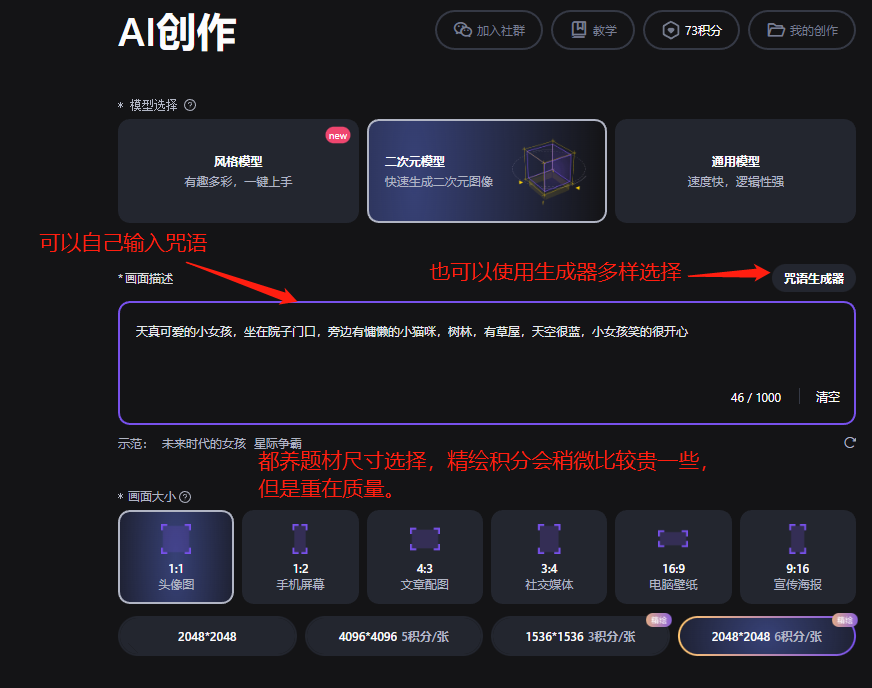 AI创作
加入社群
教学
73积分
我的创作
* 模型选择
new
风格模型
有趣多彩，一键上手
二次元模型
快速生成二次元图像
通用模型
速度快，逻辑性强
可以自己输入咒语
也可以使用生成器多样选择
*画面描述
咒语生成器
天真可爱的小女孩，坐在院子门口，旁边有慵懒的小猫咪，树林，有草屋，天空很蓝，小女孩笑的很开心
46 / 1000
清空
示范： 未来时代的女孩 星际争霸
都养题材尺寸选择，精绘积分会稍微比较贵一些，
但是重在质量。
* 画面大小
1:1
头像图
1:2
手机屏幕
4:3
文章配图
3:4
社交媒体
16:9
电脑壁纸
9:16
宣传海报
2048*2048
4096*4096 5积分/张
精绘
1536*1536 3积分/张
精绘
2048*2048 6积分/张